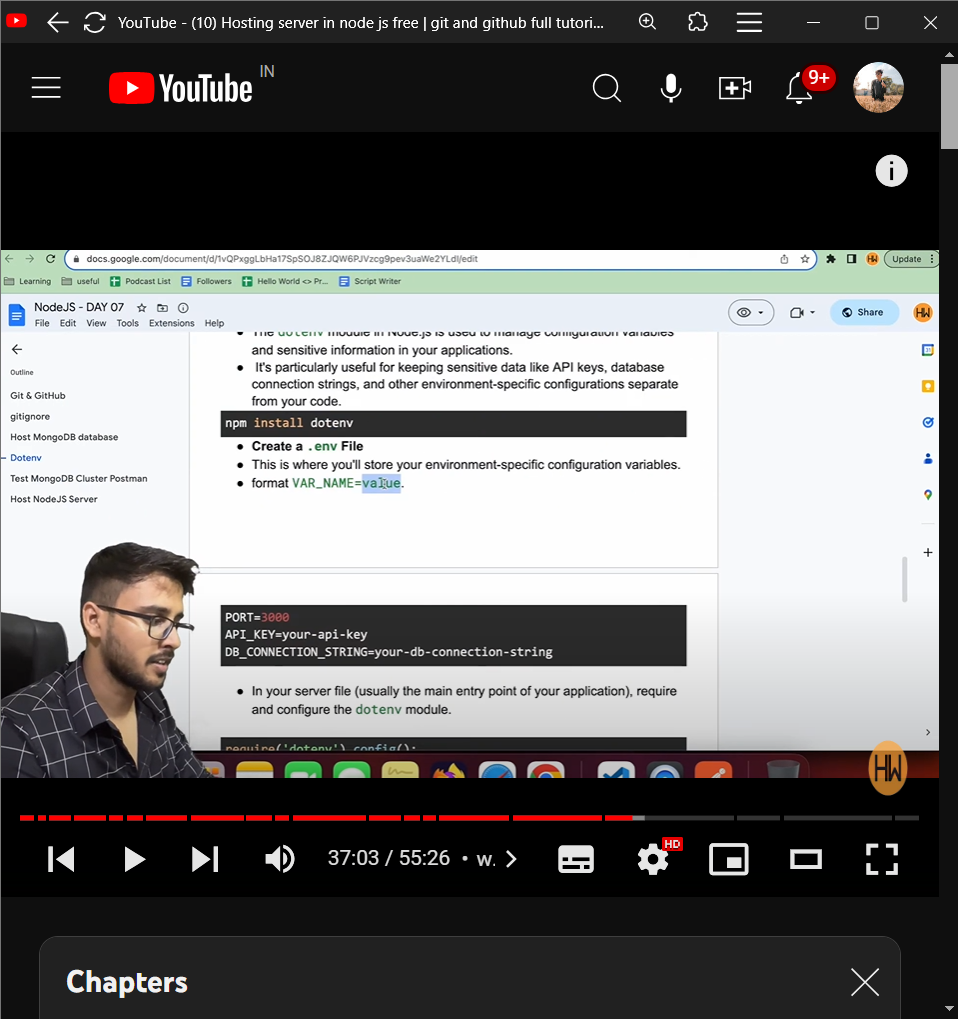 YouTube - (10) Hosting server in node js free | git and github full tutori...
YouTube IN
9+
docs.google.com/document/d/1vQPxggLbHa17SpSOJ8ZJQW6PJVzcg9pev3uaWe2YLdI/edit
HW
Update
Learning
useful
Podcast List
Followers
Hello World <> Pr...
Script Writer
NodeJS - DAY 07
File Edit View Tools Extensions Help
Share
HW
Outline
Git & GitHub
gitignore
Host MongoDB database
Dotenv
Test MongoDB Cluster Postman
Host NodeJS Server
• The dotenv module in Node.js is used to manage configuration variables
and sensitive information in your applications.
• It's particularly useful for keeping sensitive data like API keys, database
connection strings, and other environment-specific configurations separate
from your code.
npm install dotenv
• Create a .env File
• This is where you'll store your environment-specific configuration variables.
• format VAR_NAME=value.
PORT=3000
API_KEY=your-api-key
DB_CONNECTION_STRING=your-db-connection-string
• In your server file (usually the main entry point of your application), require
and configure the dotenv module.
require('dotenv').config();
HW
37:03 / 55:26 • w.
HD
Chapters